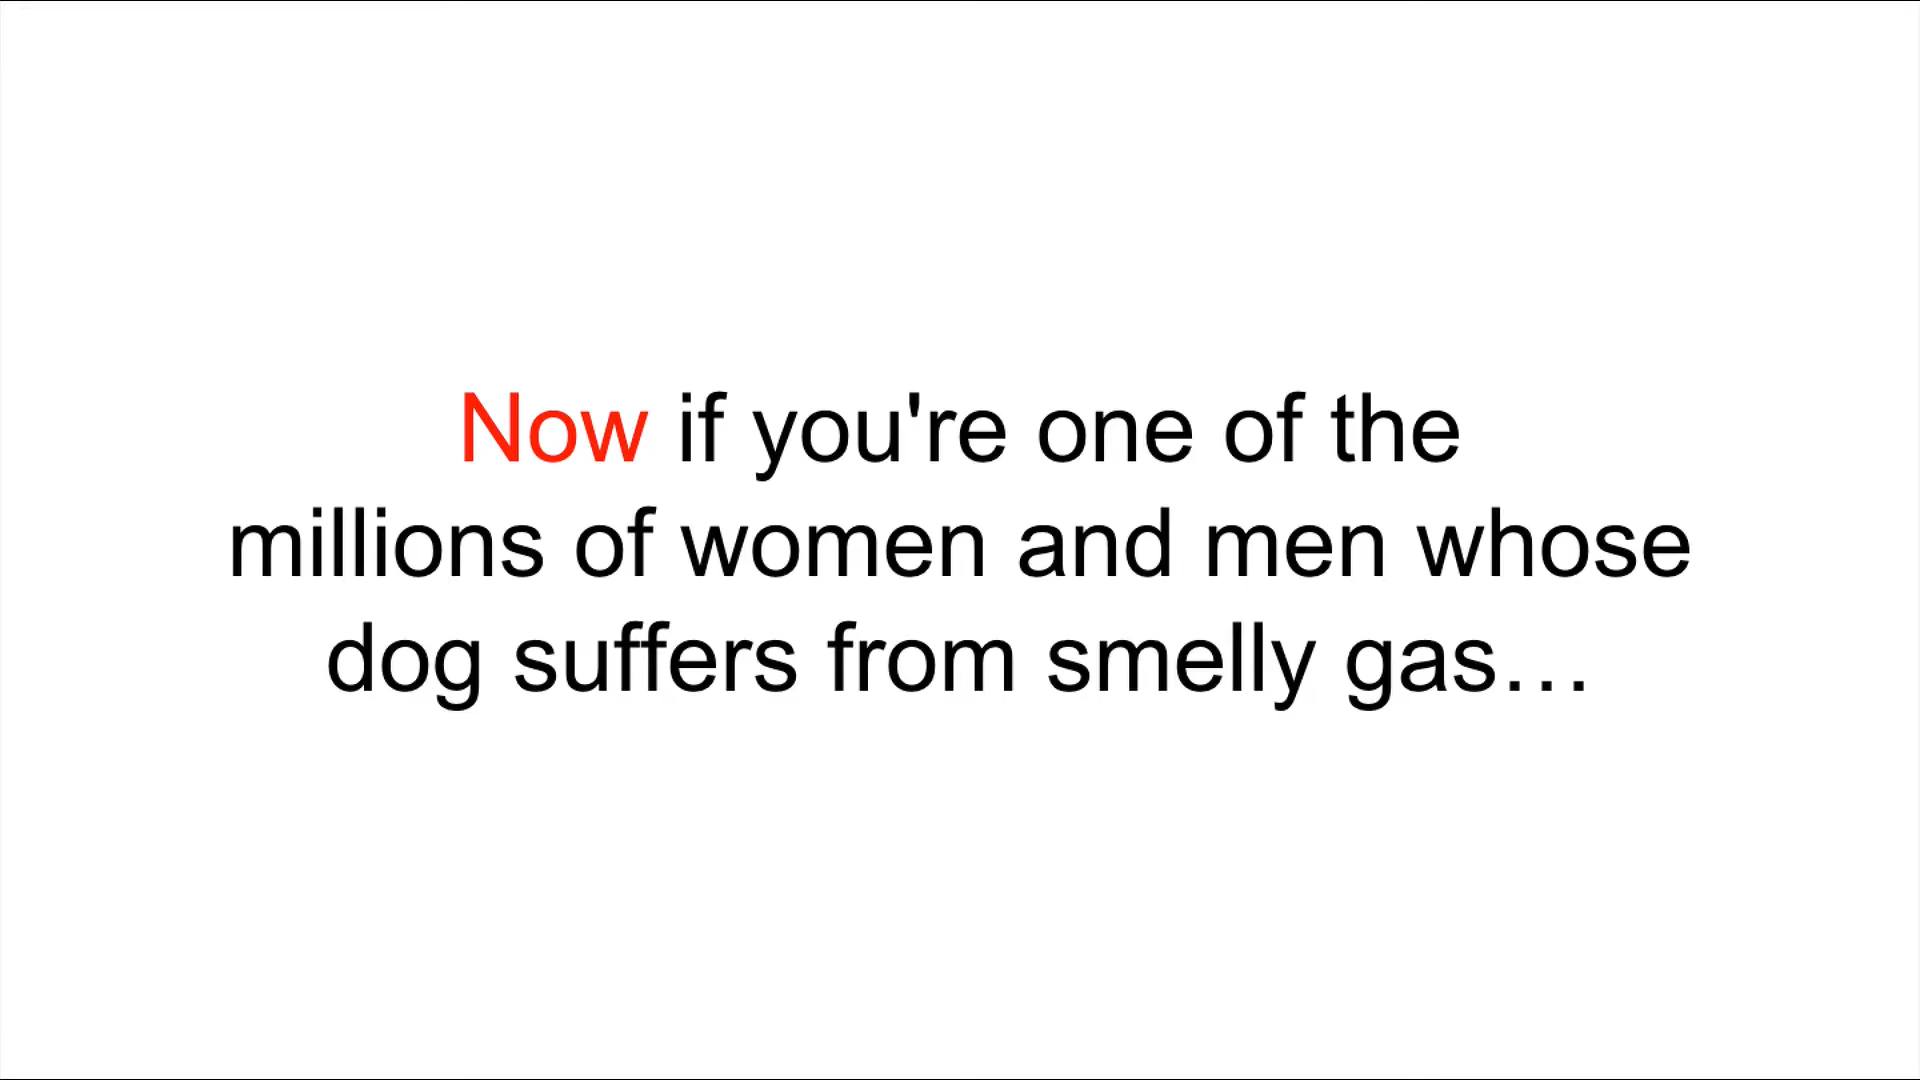 Now if you're one of the
millions of women and men whose
dog suffers from smelly gas…